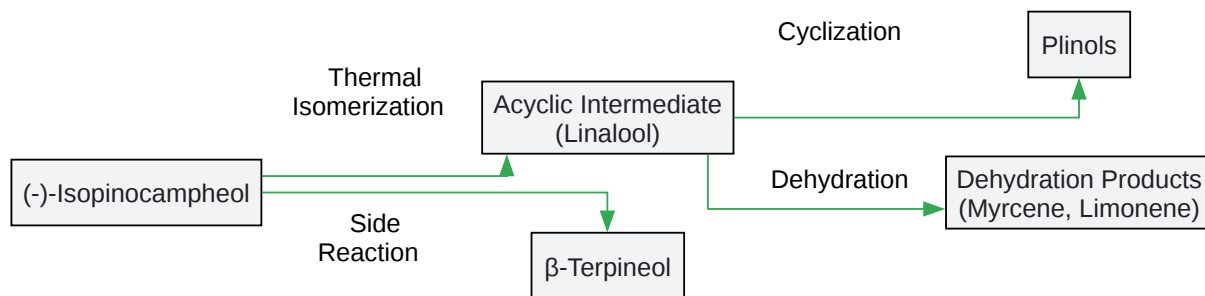 Cyclization
Plinols
Thermal
Isomerization
Acyclic Intermediate
(Linalool)
(-)-Isopinocampheol
Dehydration
Dehydration Products
(Myrcene, Limonene)
Side
Reaction
β-Terpineol